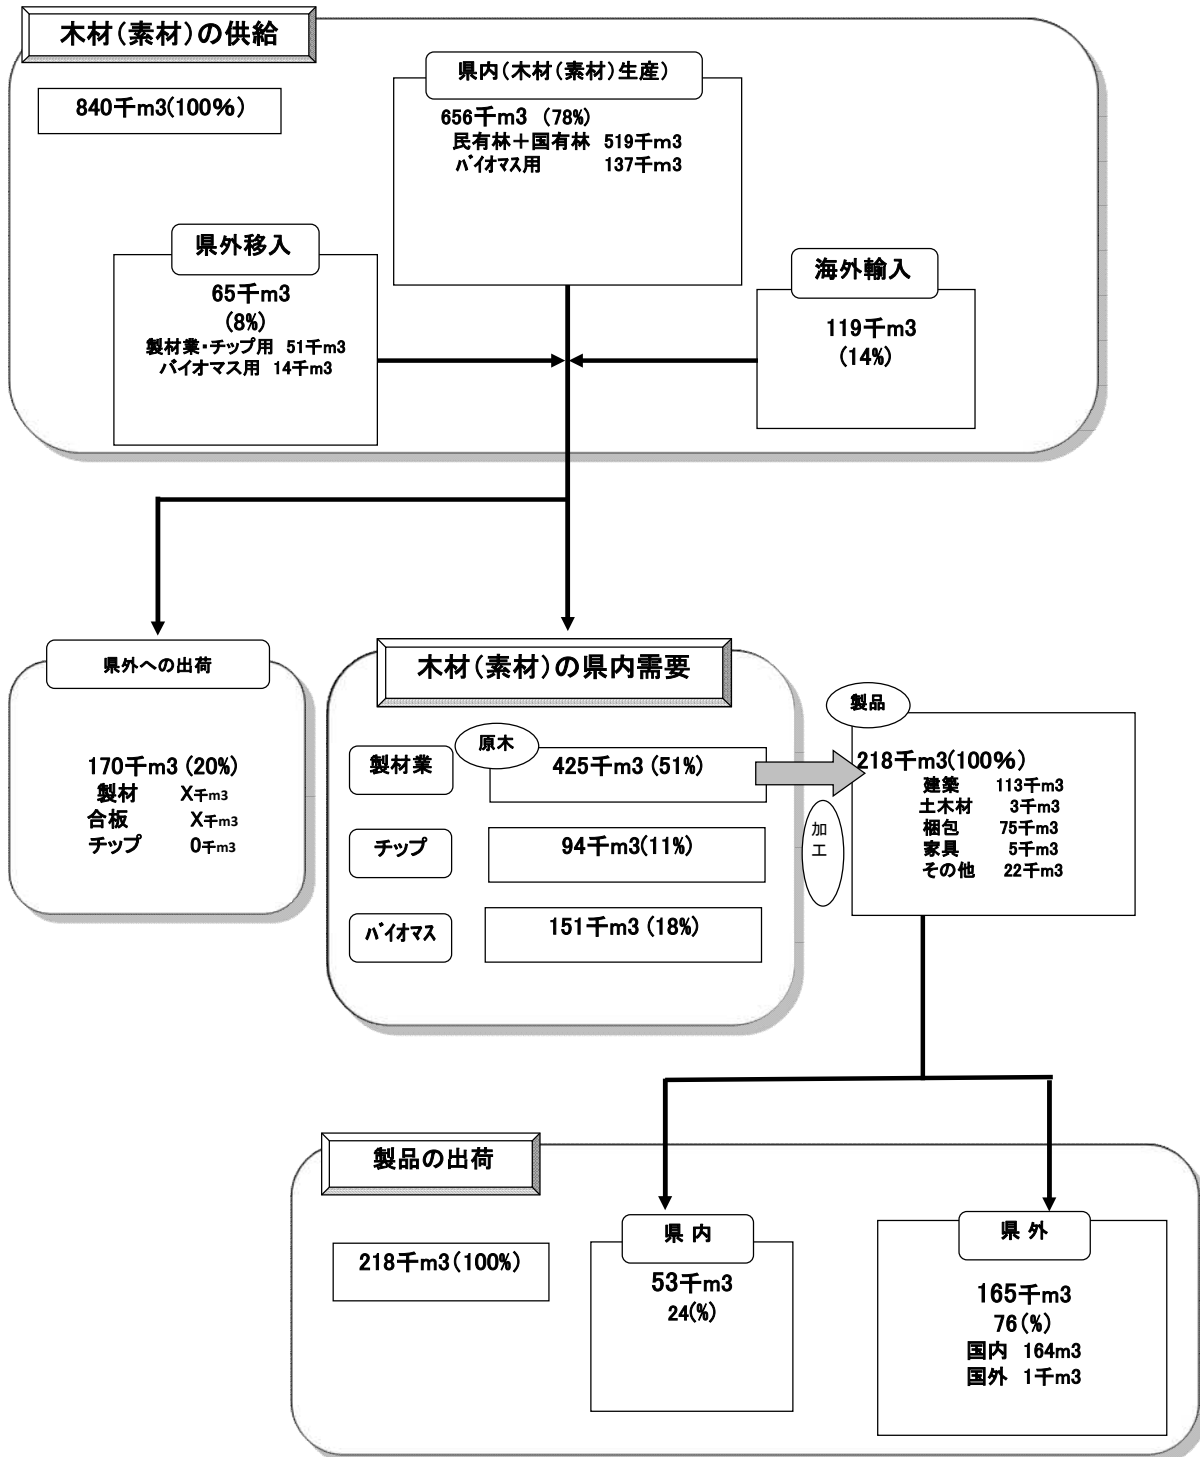 木材(素材)の供給
840千m3(100%)
県内(木材(素材)生産)
656千m3 (78%)
民有林＋国有林 519千m3
ﾊﾞｲｵﾏｽ用 137千m3
県外移入
65千m3
(8%)
製材業・チップ用 51千m3
バイオマス用 14千m3
海外輸入
119千m3
(14%)
県外への出荷
170千m3 (20%)
製材 X千m3
合板 X千m3
チップ 0千m3
木材(素材)の県内需要
原木
製材業
425千m3 (51%)
チップ
94千m3(11%)
ﾊﾞｲｵﾏｽ
151千m3 (18%)
加
工
製品
218千m3(100%)
建築 113千m3
土木材 3千m3
梱包 75千m3
家具 5千m3
その他 22千m3
製品の出荷
218千m3(100%)
県 内
53千m3
24(%)
県 外
165千m3
76(%)
国内 164m3
国外 1千m3